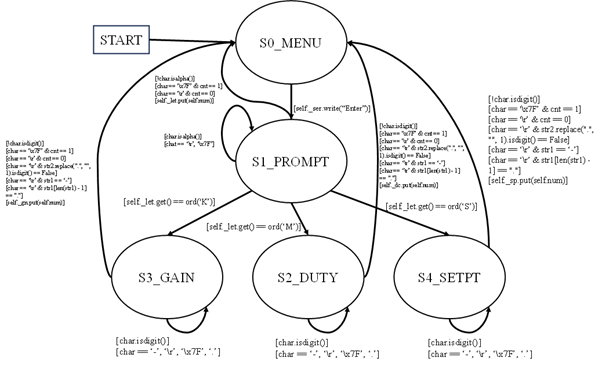 START
S0_MENU
[!char.isalpha()]
[char== '\x7F' & cnt== 1]
[char== '\r' & cnt== 0]
[self._let.put(self.num)]
[self._ser.write("Enter")]
[char.isalpha()]
[char == '\r', '\x7F']
S1_PROMPT
[!char.isdigit()]
[char== '\x7F' & cnt== 1]
[char== '\r' & cnt== 0]
[char== '\r' & str2.replace(".", "",
1).isdigit() == False]
[char== '\r' & str1 == '-']
[char== '\r' & str1[len(str1) - 1]
== "."]
[self._gn.put(self.num)]
[!char.isdigit()]
[char== '\x7F' & cnt== 1]
[char== '\r' & cnt== 0]
[char== '\r' & str2.replace(".", "",
1).isdigit() == False]
[char== '\r' & str1 == '-']
[char== '\r' & str1[len(str1) - 1]
== "."]
[self._dc.put(self.num)]
[!char.isdigit()]
[char == '\x7F' & cnt == 1]
[char == '\r' & cnt == 0]
[char == '\r' & str2.replace(".",
"", 1).isdigit() == False]
[char == '\r' & str1 == '-']
[char == '\r' & str1[len(str1) -
1] == "."]
[self._sp.put(self.num)]
[self._let.get() == ord('K')]
[self._let.get() == ord('M')]
[self._let.get() == ord('S')]
S3_GAIN
S2_DUTY
S4_SETPT
[char.isdigit()]
[char == '-', '\r', '\x7F', '.']
[char.isdigit()]
[char == '-', '\r', '\x7F', '.']
[char.isdigit()]
[char == '-', '\r', '\x7F', '.']